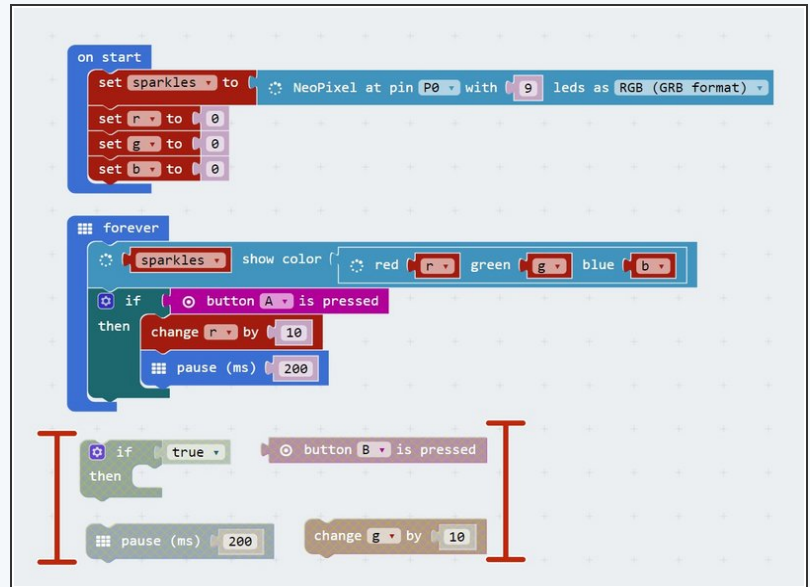 on start
set sparkles to NeoPixel at pin P0 with 9 leds as RGB (GRB format)
set r to 0
set g to 0
set b to 0
forever
sparkles show color red r green g blue b
if button A is pressed
then change r by 10
pause (ms) 200
if true button B is pressed
then
pause (ms) 200 change g by 10